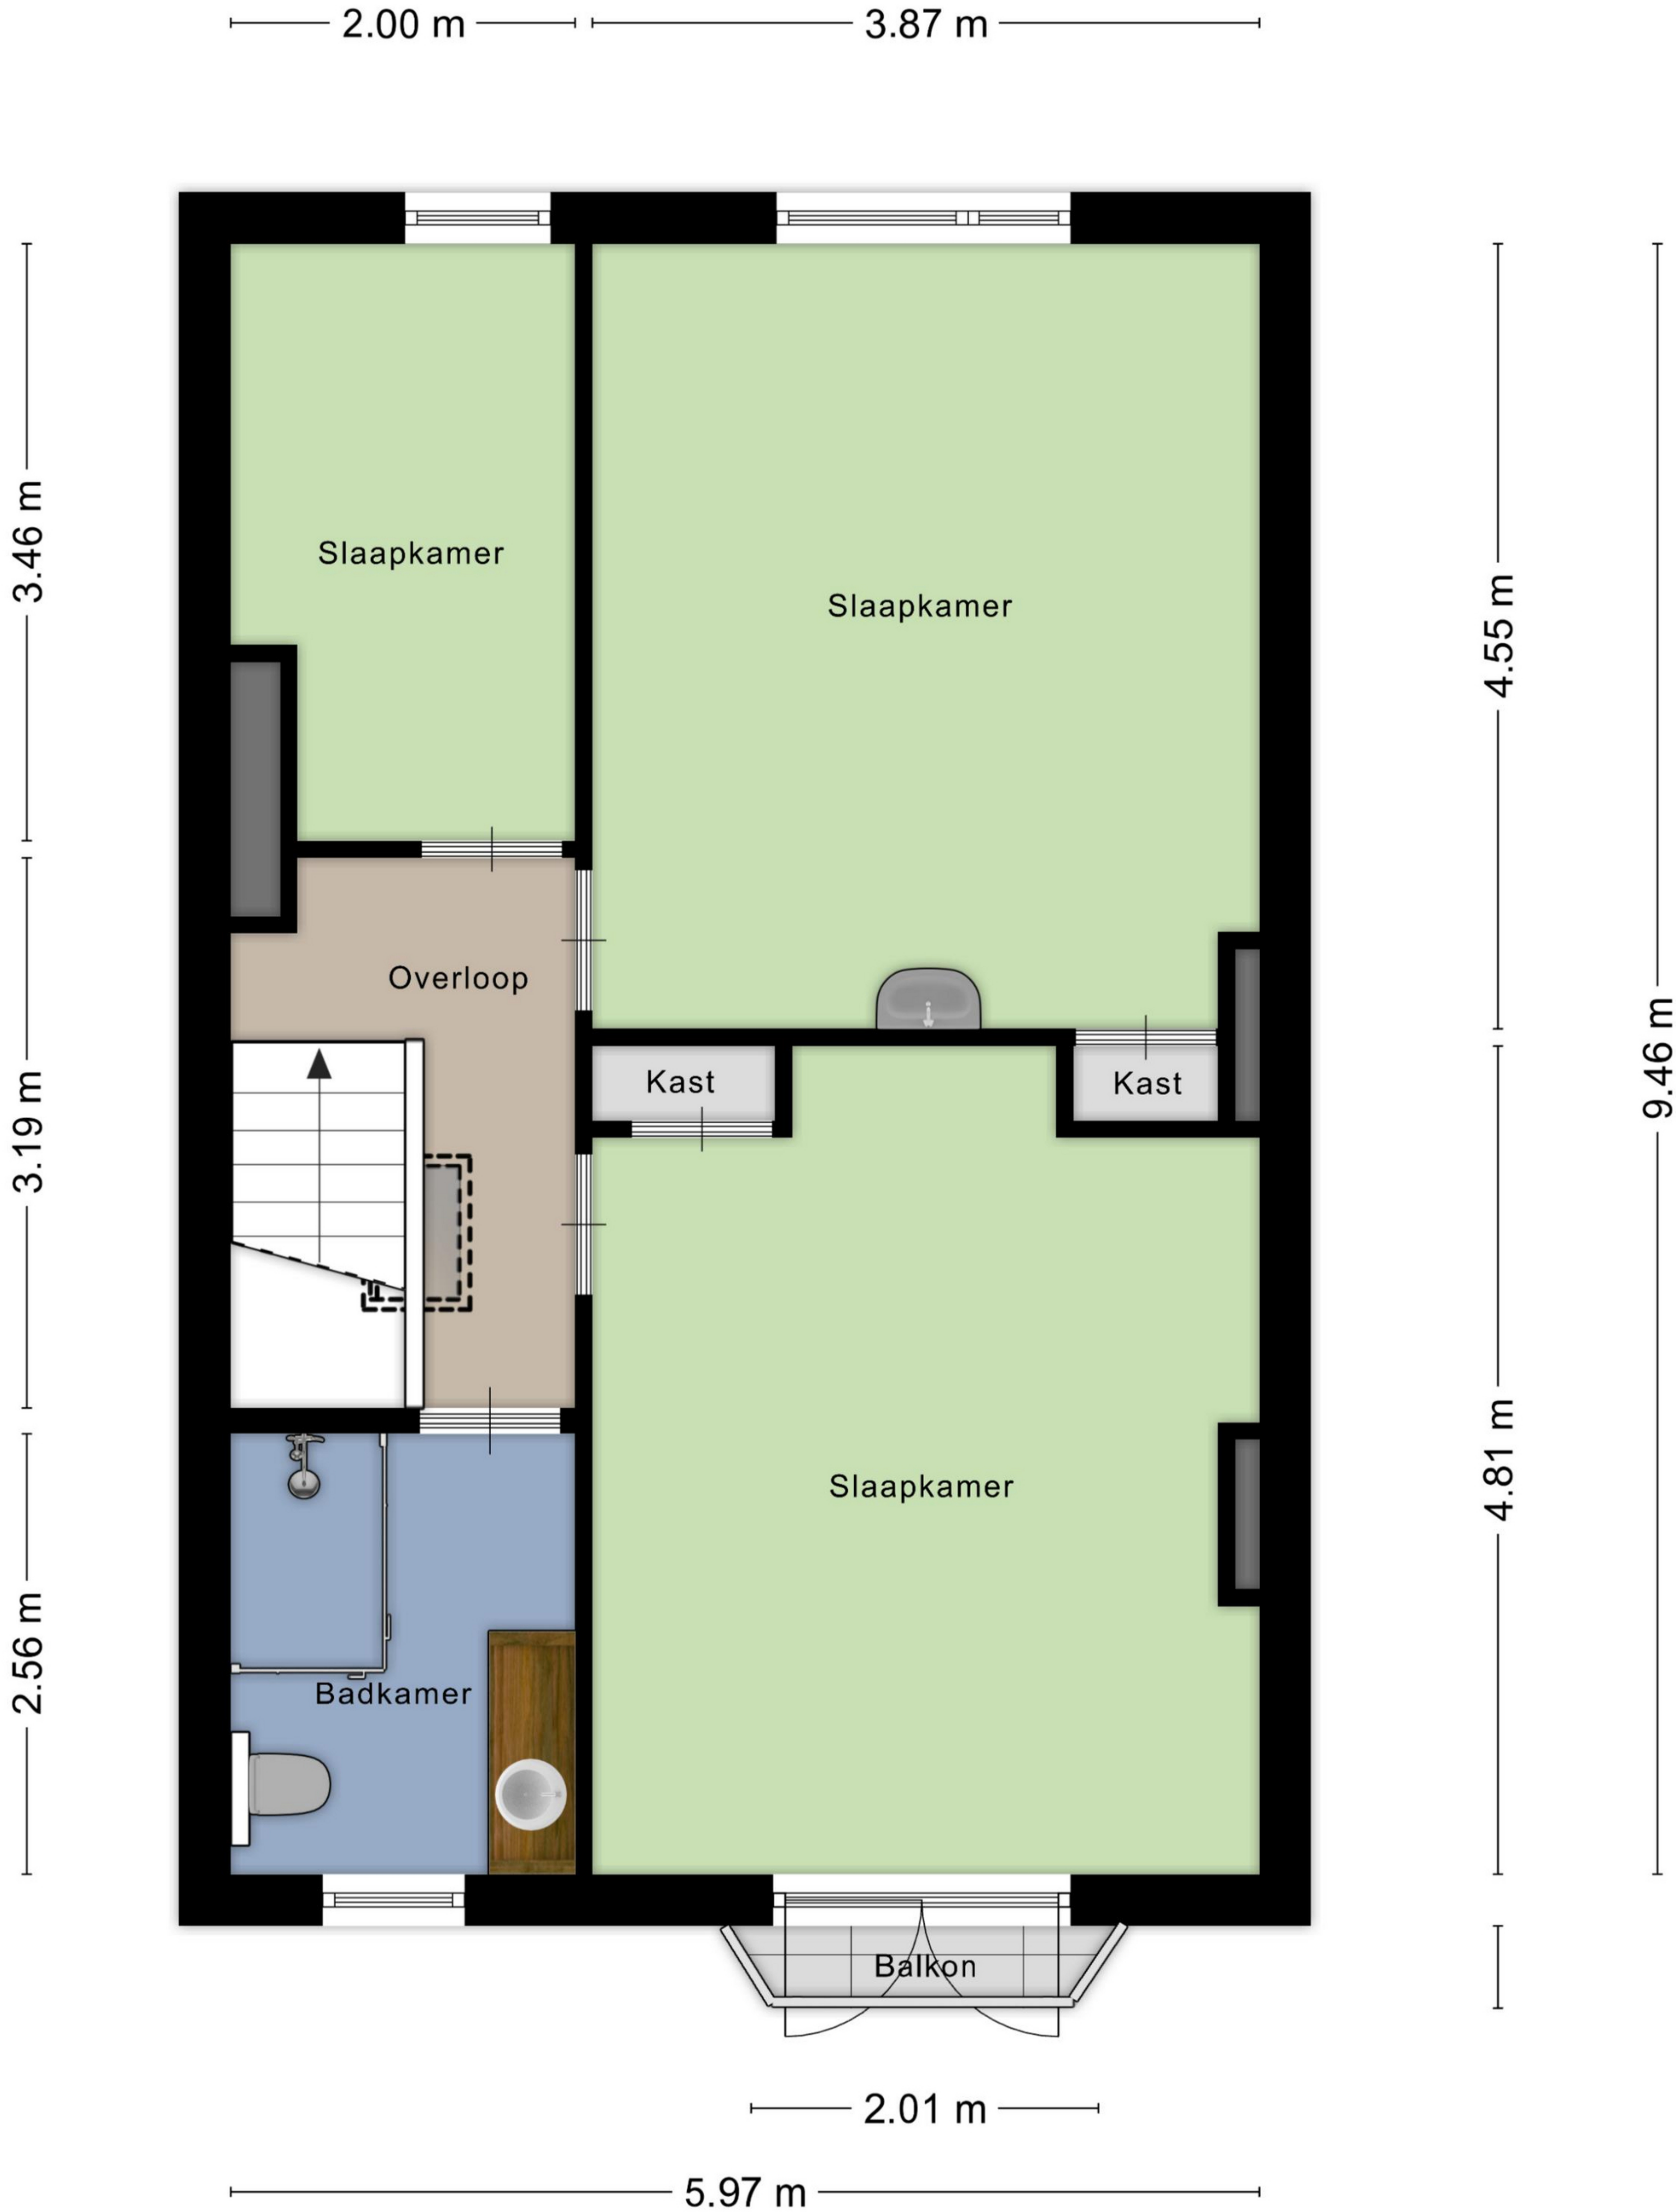 2.00 m
3.87 m
3.46 m
Slaapkamer
Slaapkamer
4.55 m
Overloop
9.46 m
3.19 m
Kast
Kast
4.81 m
Slaapkamer
2.56 m
Badkamer
Balkon
2.01 m
5.97 m